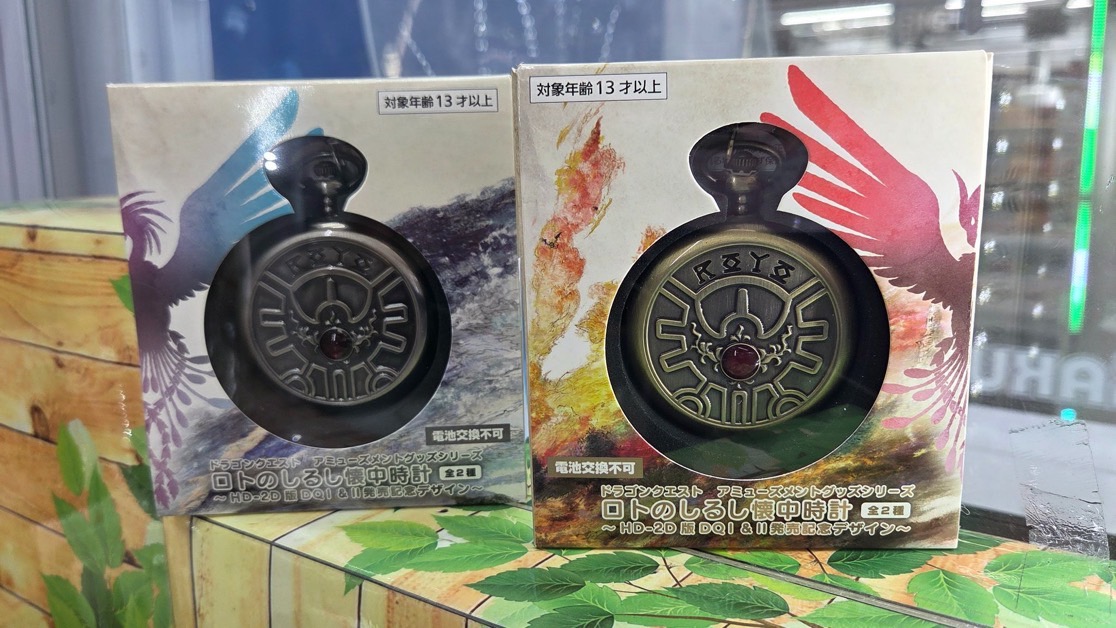 対象年齢13才以上
ROYO
電池交換不可
ドラゴンクエスト アミューズメントグッズシリーズ
ロトのしるし懐中時計 全2種
～HD-2D版DQI&II発売記念デザイン～
対象年齢13才以上
ROYO
電池交換不可
ドラゴンクエスト アミューズメントグッズシリーズ
ロトのしるし懐中時計 全2種
～HD-2D版DQI&II発売記念デザイン～
AKU